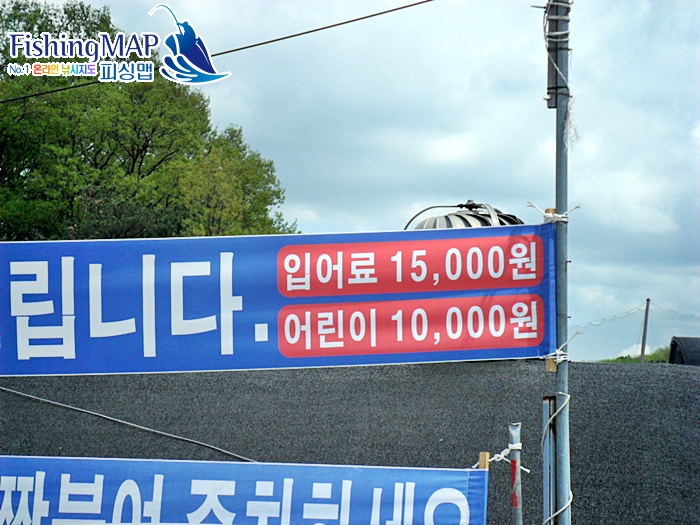 FishingMAP
No.1 온라인 낚시지도 피싱맵
립니다.
입어료 15,000원
어린이 10,000원